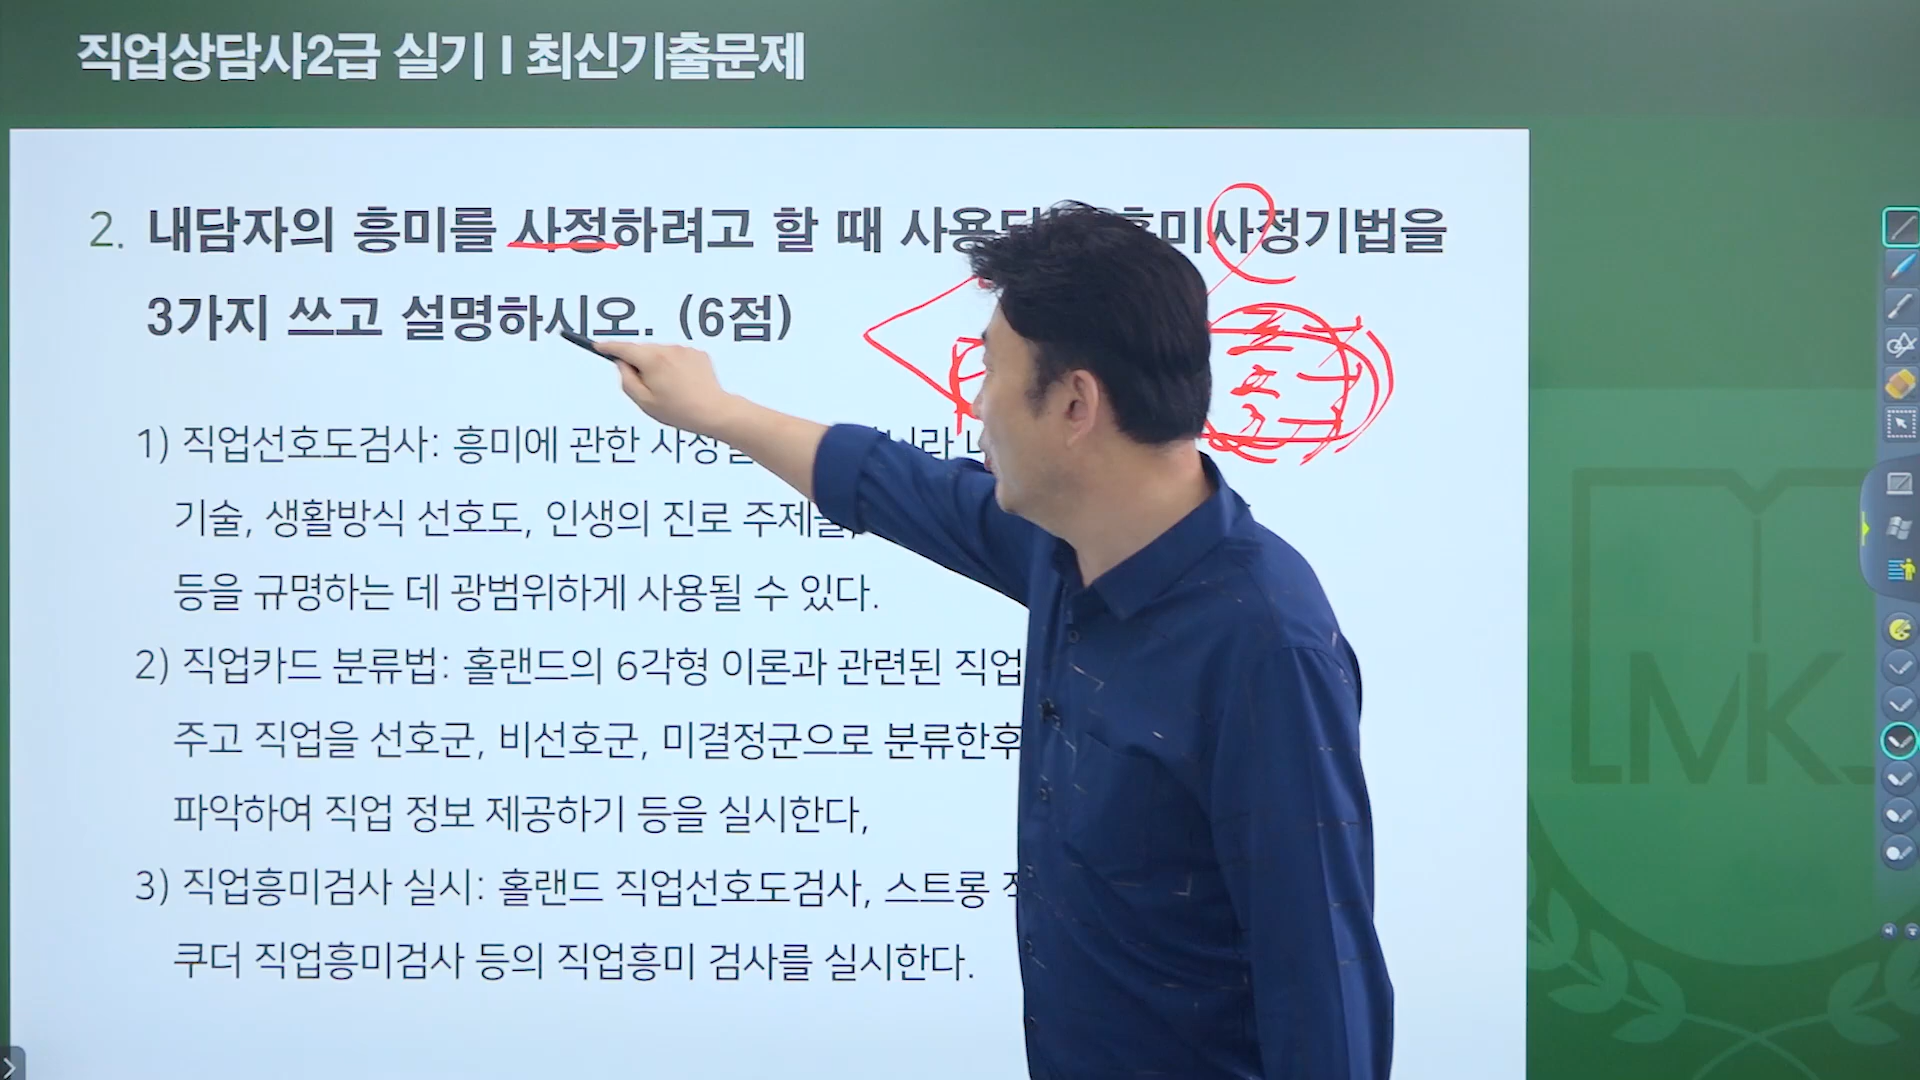 직업상담사2급 실기 I 최신기출문제
2. 내담자의 흥미를 사정하려고 할 때 흥미사정기법을
3가지 쓰고 설명하시오. (6점)
1) 직업선호도검사: 흥미에 관한
기술, 생활방식 선호도, 인생의 진로 주제들,
등을 규명하는 데 광범위하게 사용될 수 있다.
2) 직업카드 분류법: 홀랜드의 6각형 이론과 관련된 직업
주고 직업을 선호군, 비선호군, 미결정군으로 분류한후
파악하여 직업 정보 제공하기 등을 실시한다,
3) 직업흥미검사 실시: 홀랜드 직업선호도검사, 스트롱
쿠더 직업흥미검사 등의 직업흥미 검사를 실시한다.
MK